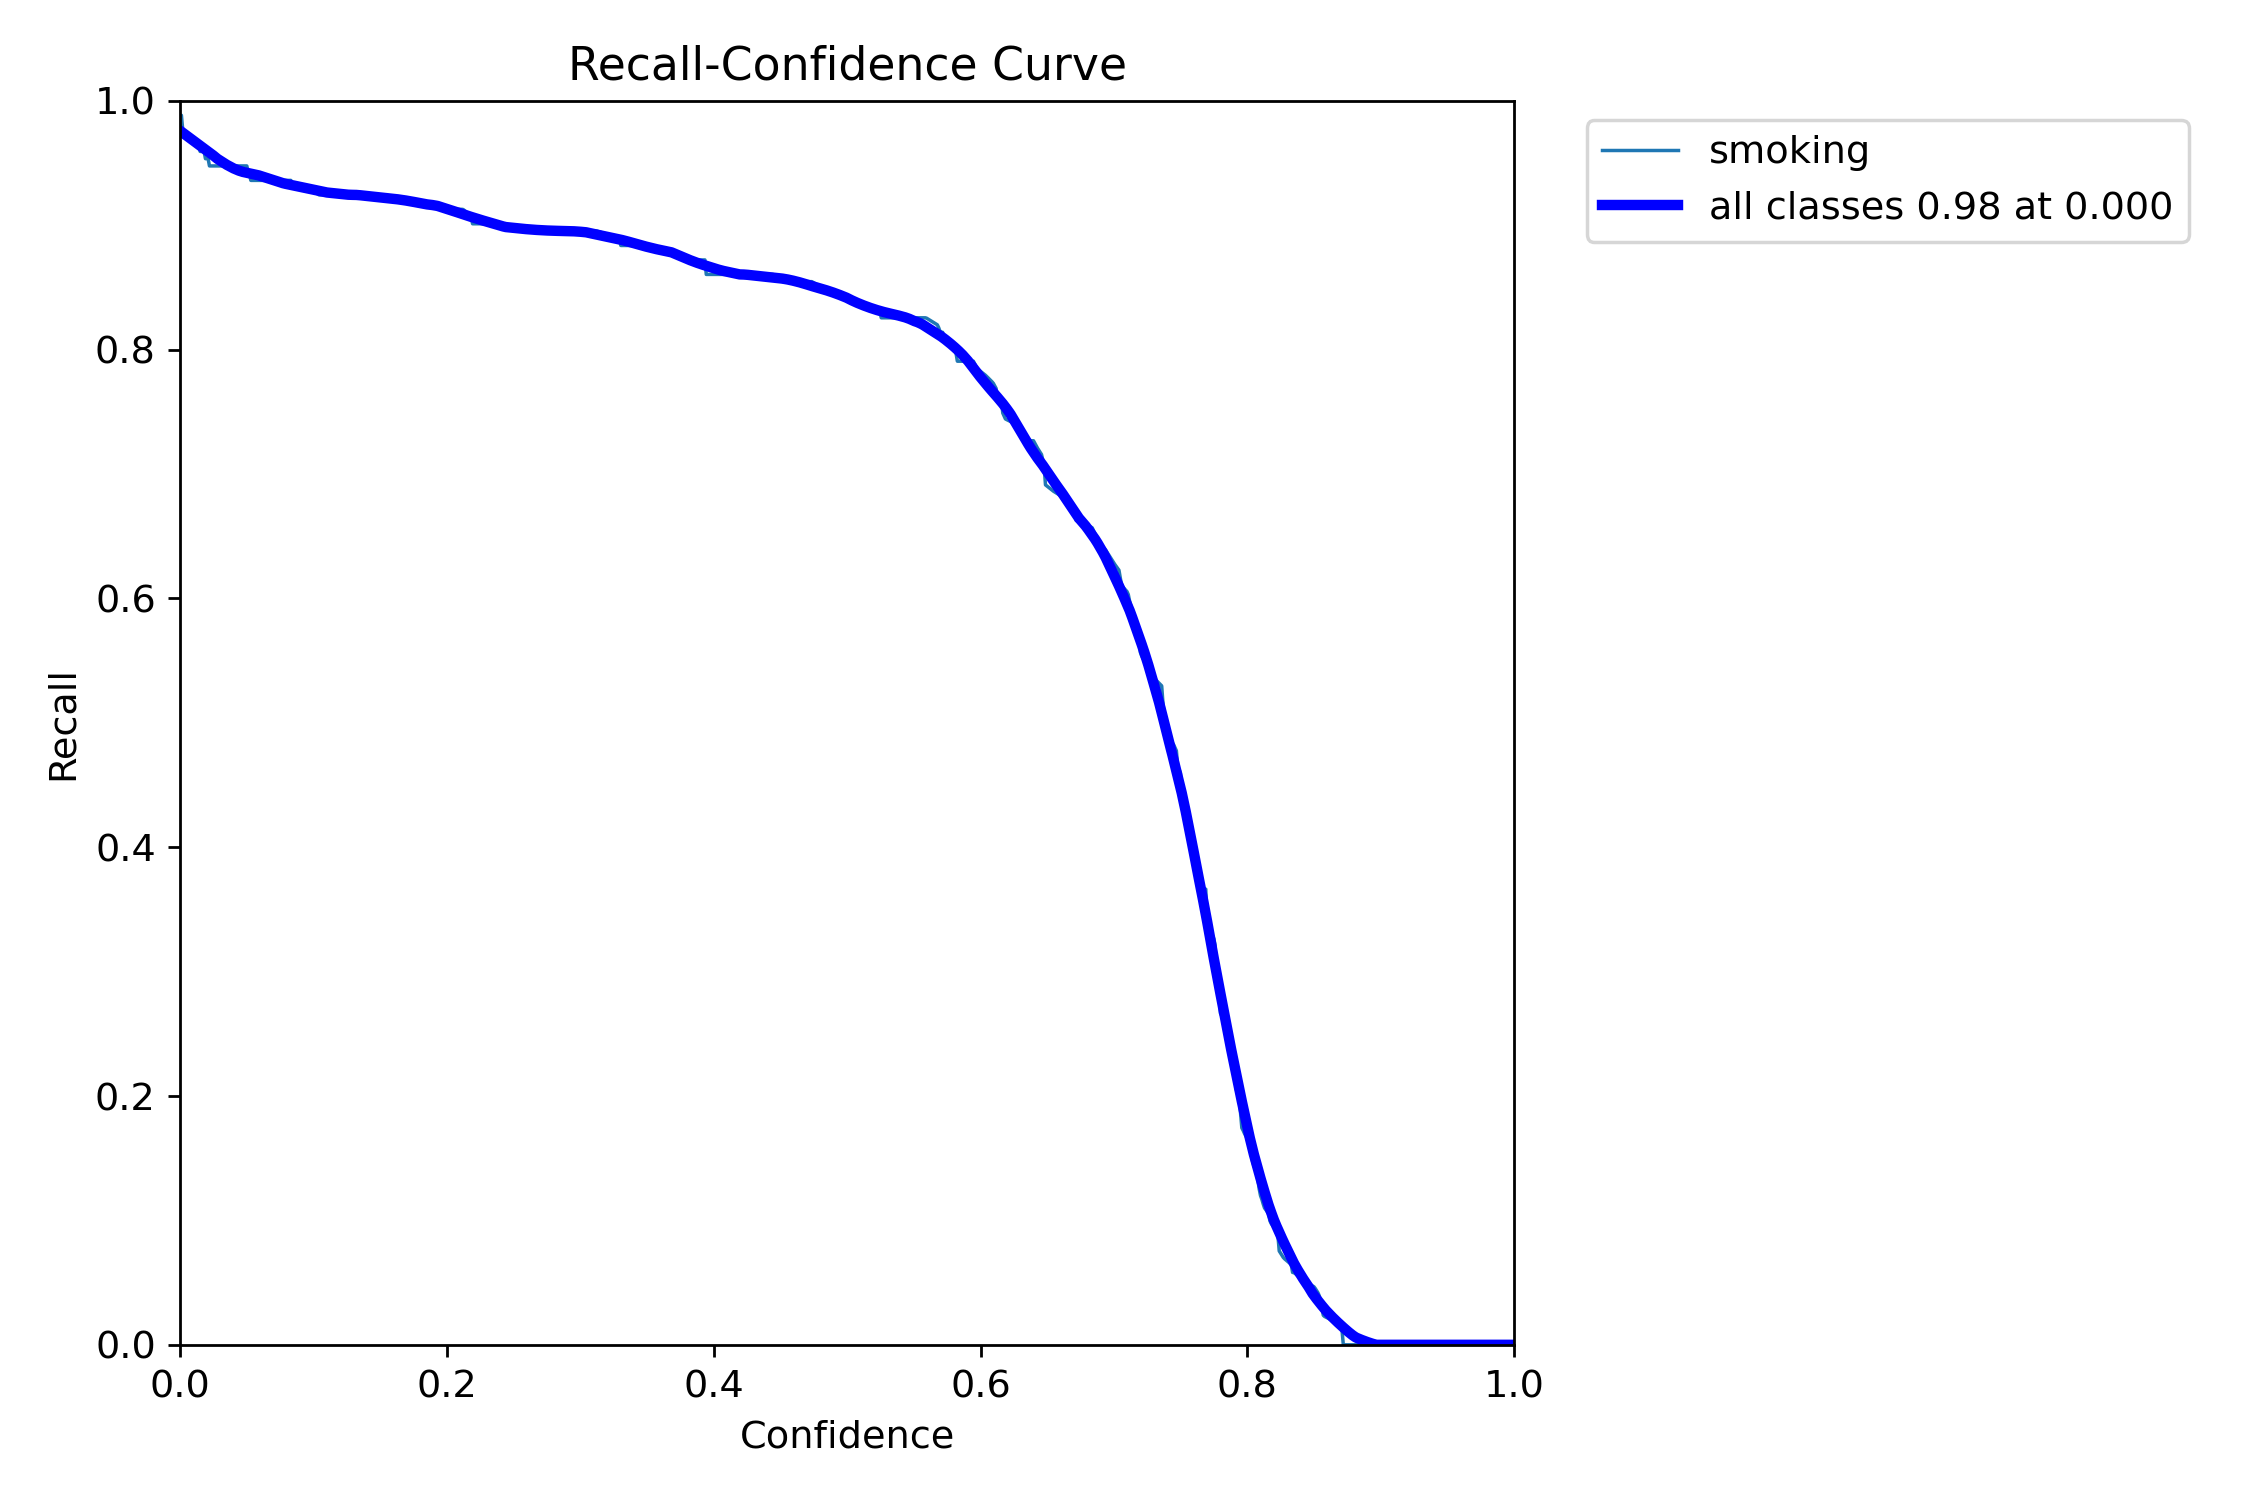 Recall-Confidence Curve
smoking
all classes 0.98 at 0.000
Recall
1.0
0.8
0.6
0.4
0.2
0.0
0.0 0.2 0.4 0.6 0.8 1.0
Confidence